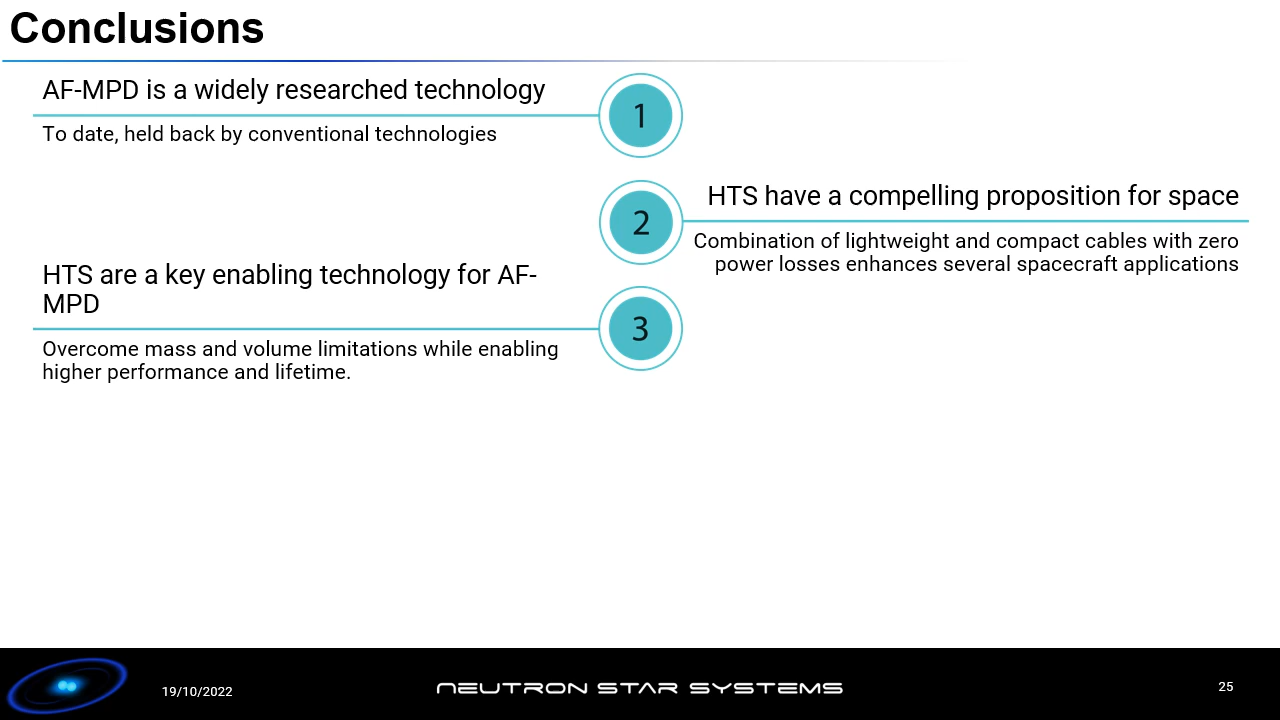 Conclusions
AF-MPD is a widely researched technology
1
To date, held back by conventional technologies
2
HTS have a compelling proposition for space
Combination of lightweight and compact cables with zero
power losses enhances several spacecraft applications
HTS are a key enabling technology for AF-
MPD
3
Overcome mass and volume limitations while enabling
higher performance and lifetime.
19/10/2022
NEUTRON STAR SYSTEMS
25